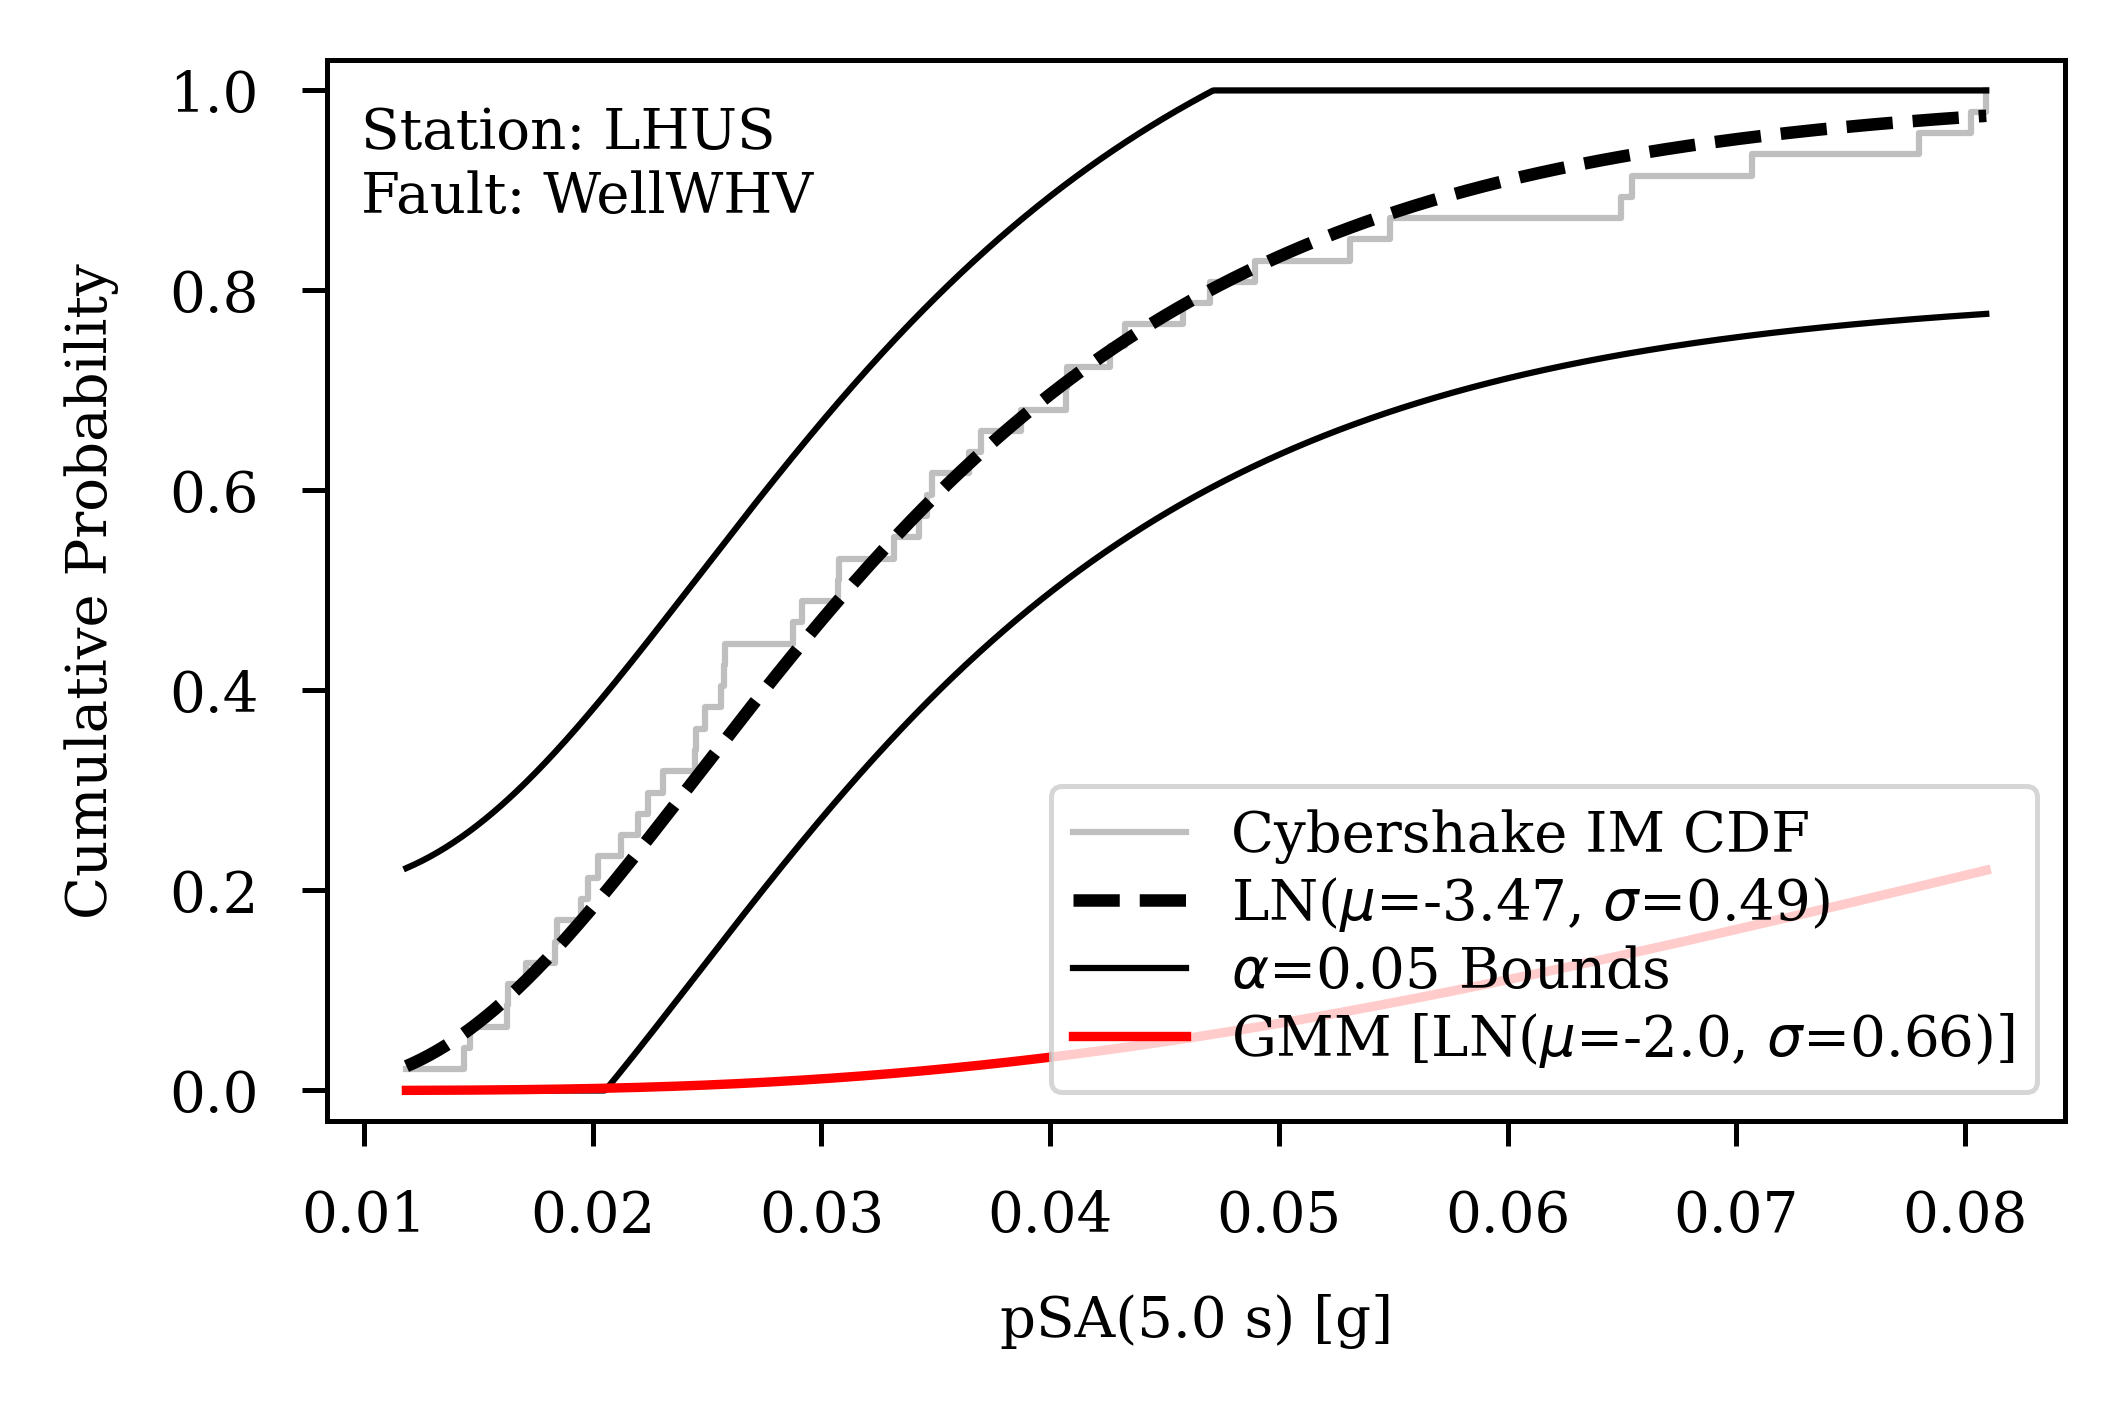 Station: LHUS
Fault: WellWHV
Cumulative Probability
1.0
0.8
0.6
0.4
0.2
0.0
Cybershake IM CDF
LN(μ=-3.47, σ=0.49)
α=0.05 Bounds
GMM [LN(μ=-2.0, σ=0.66)]
0.01 0.02 0.03 0.04 0.05 0.06 0.07 0.08
pSA(5.0 s) [g]